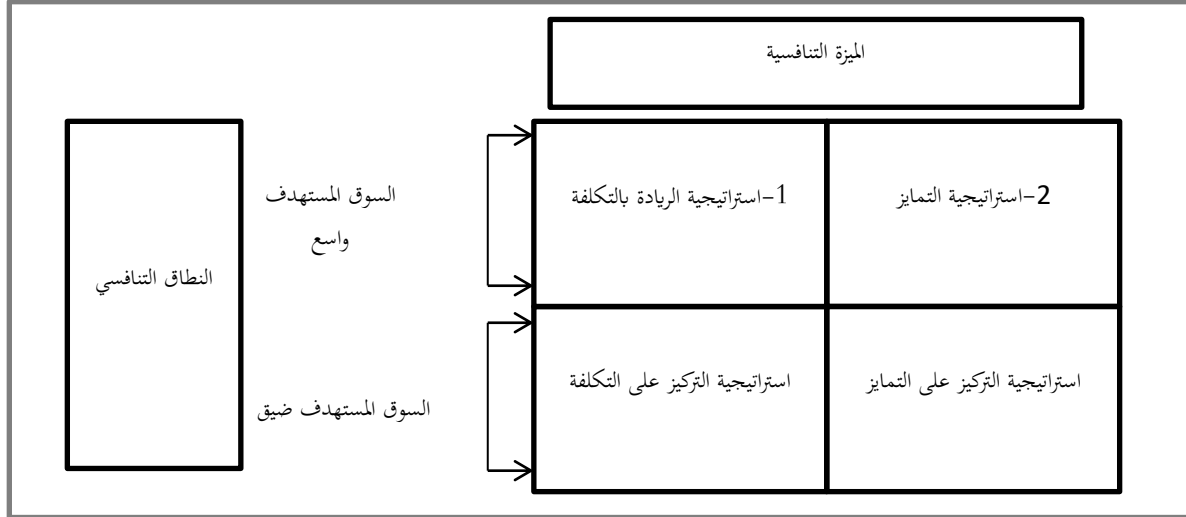 الميزة التنافسية
2–استراتيجية التمايز
1–استراتيجية الريادة بالتكلفة
السوق المستهدف
واسع
النطاق التنافسي
استراتيجية التركيز على التمايز
استراتيجية التركيز على التكلفة
السوق المستهدف ضيق